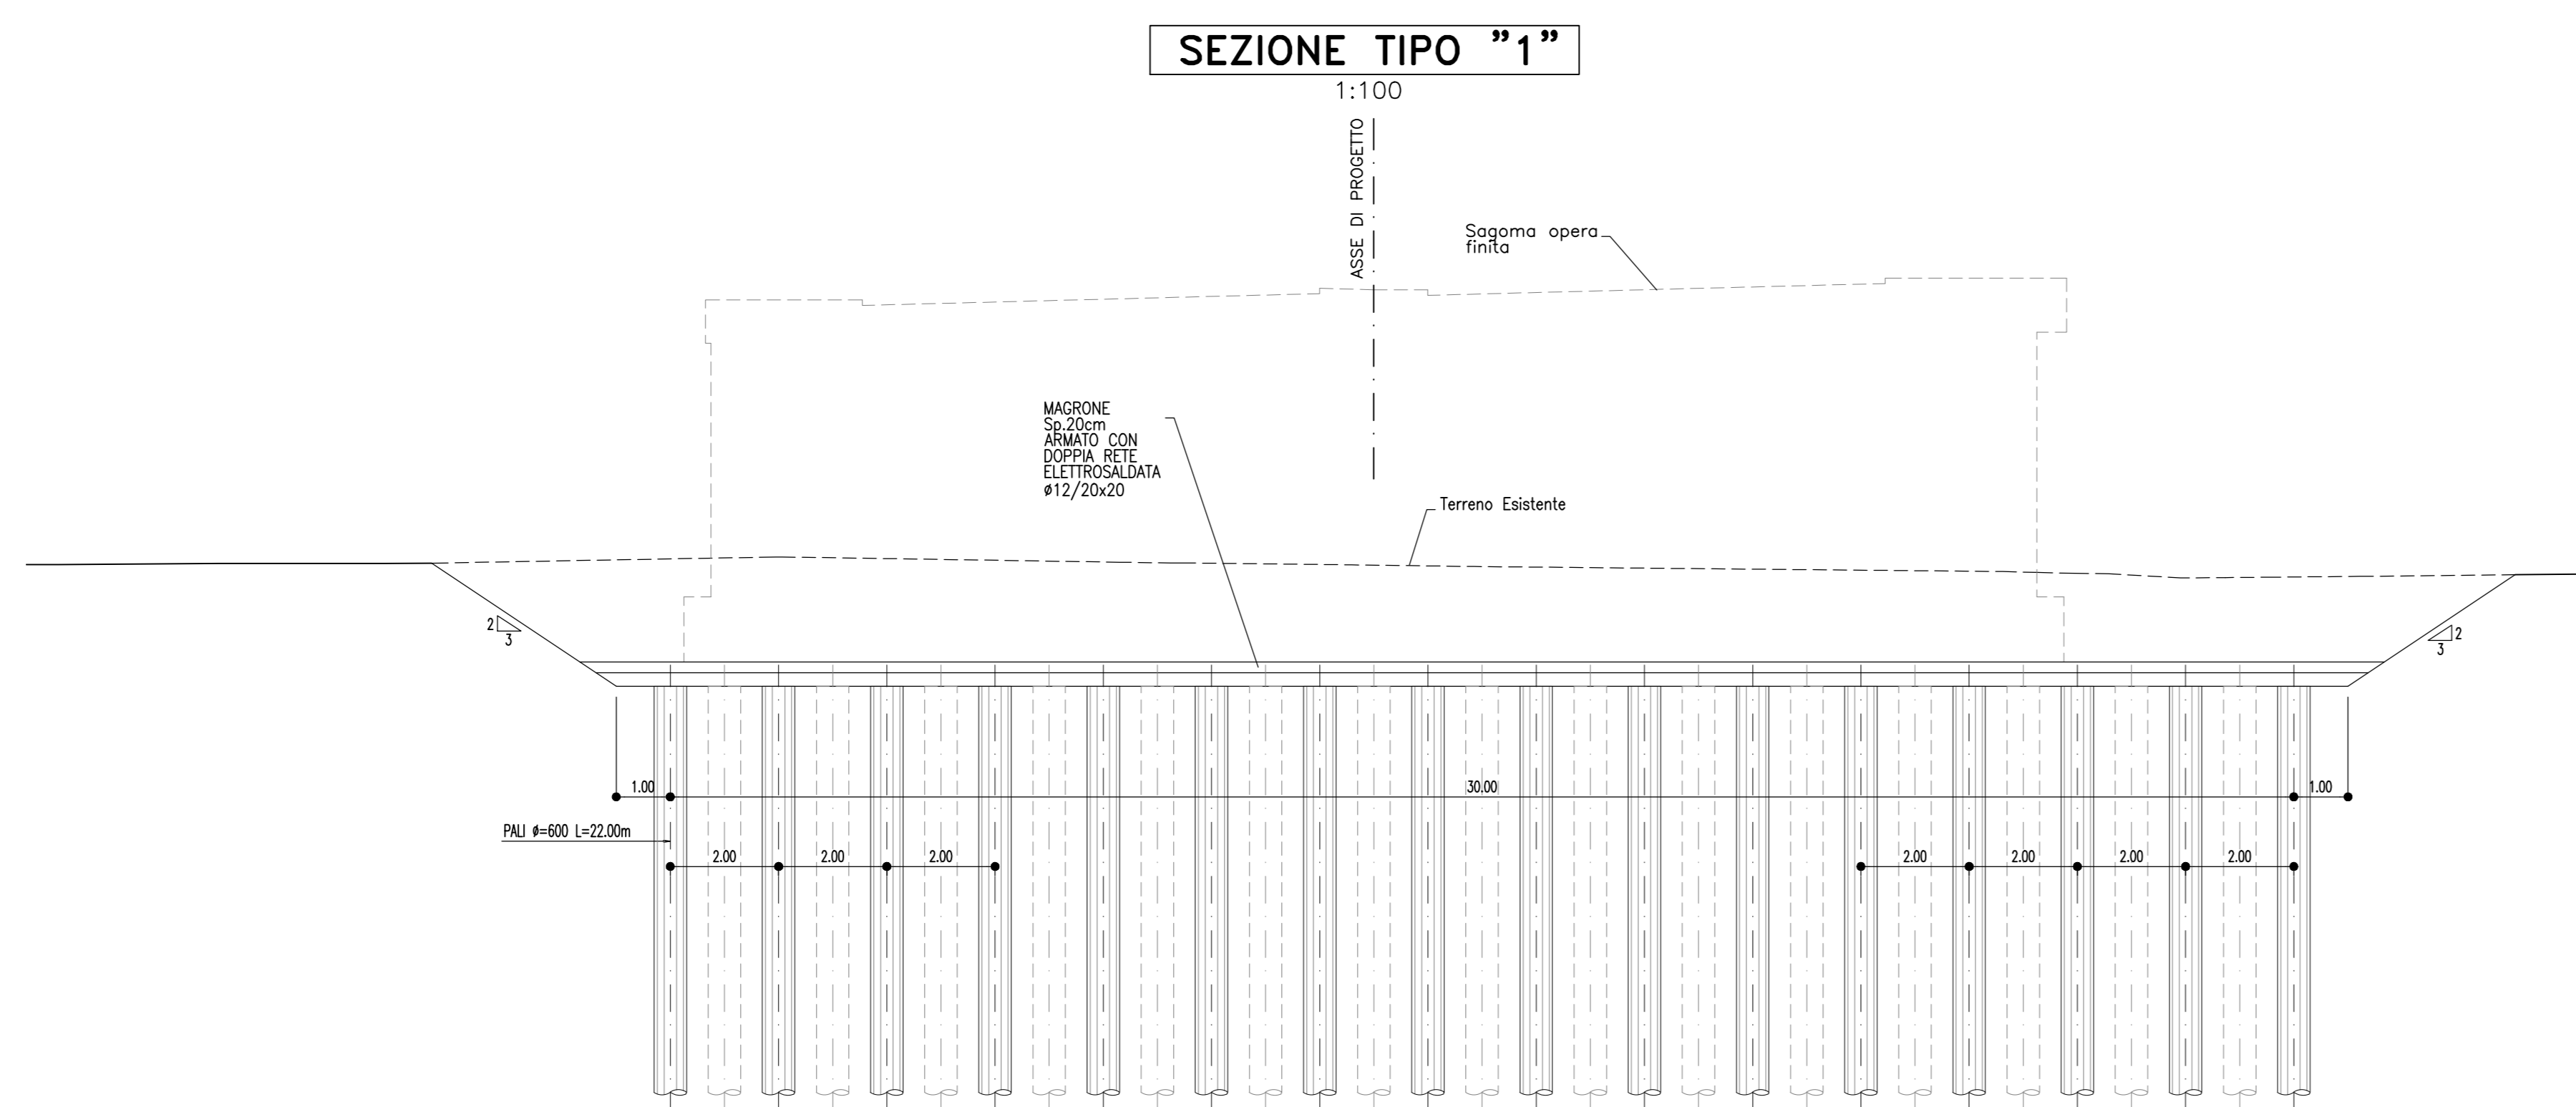 SEZIONE TIPO ”1”
1:100
ASSE DI PROGETTO
Sagoma opera
finita
MAGRONE
Sp.20cm
ARMATO CON
DOPPIA RETE
ELETTROSALDATA
ø12/20x20
Terreno Esistente
2
3
2
3
1.00
30.00
1.00
PALI ø=600 L=22.00m
2.00
2.00
2.00
2.00
2.00
2.00
2.00